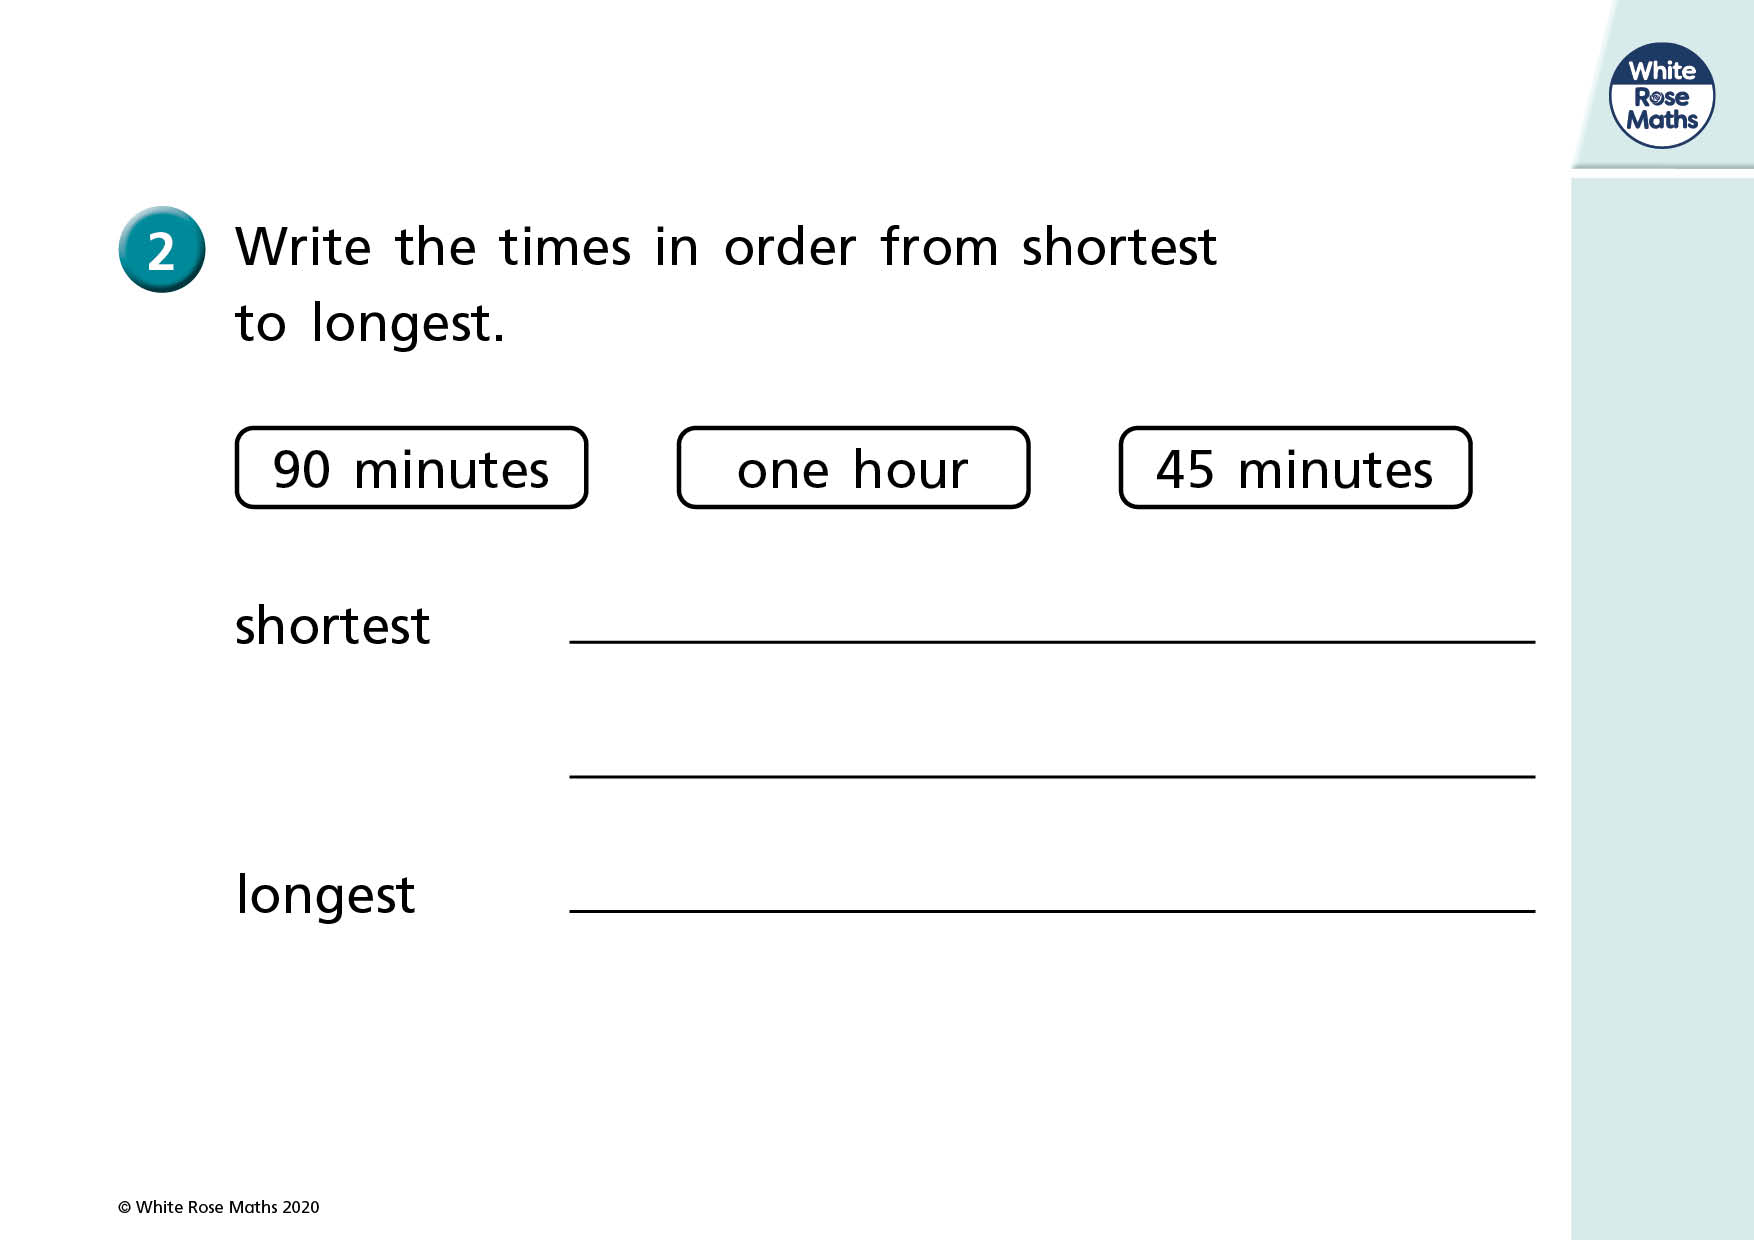 White
Rose
Maths
2 Write the times in order from shortest
to longest.
90 minutes one hour 45 minutes
shortest
longest
© White Rose Maths 2020